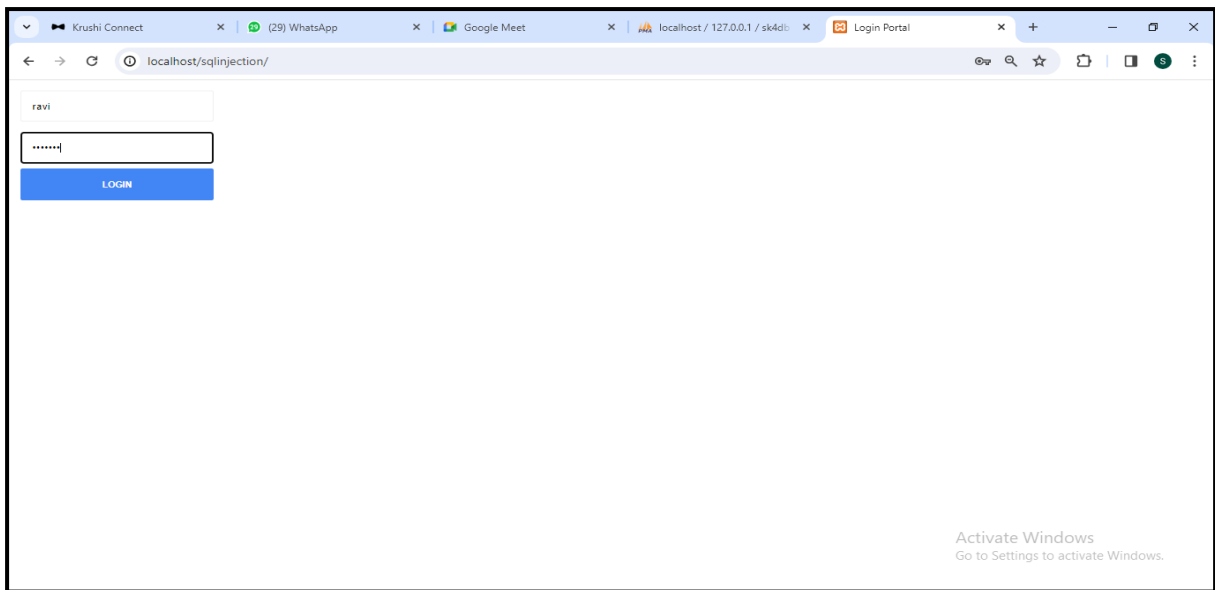 Krushi Connect
29 (29) WhatsApp
Google Meet
localhost / 127.0.0.1 / sk4db
Login Portal
localhost/sqlinjection/
S
ravi
•••••••
LOGIN
Activate Windows
Go to Settings to activate Windows.